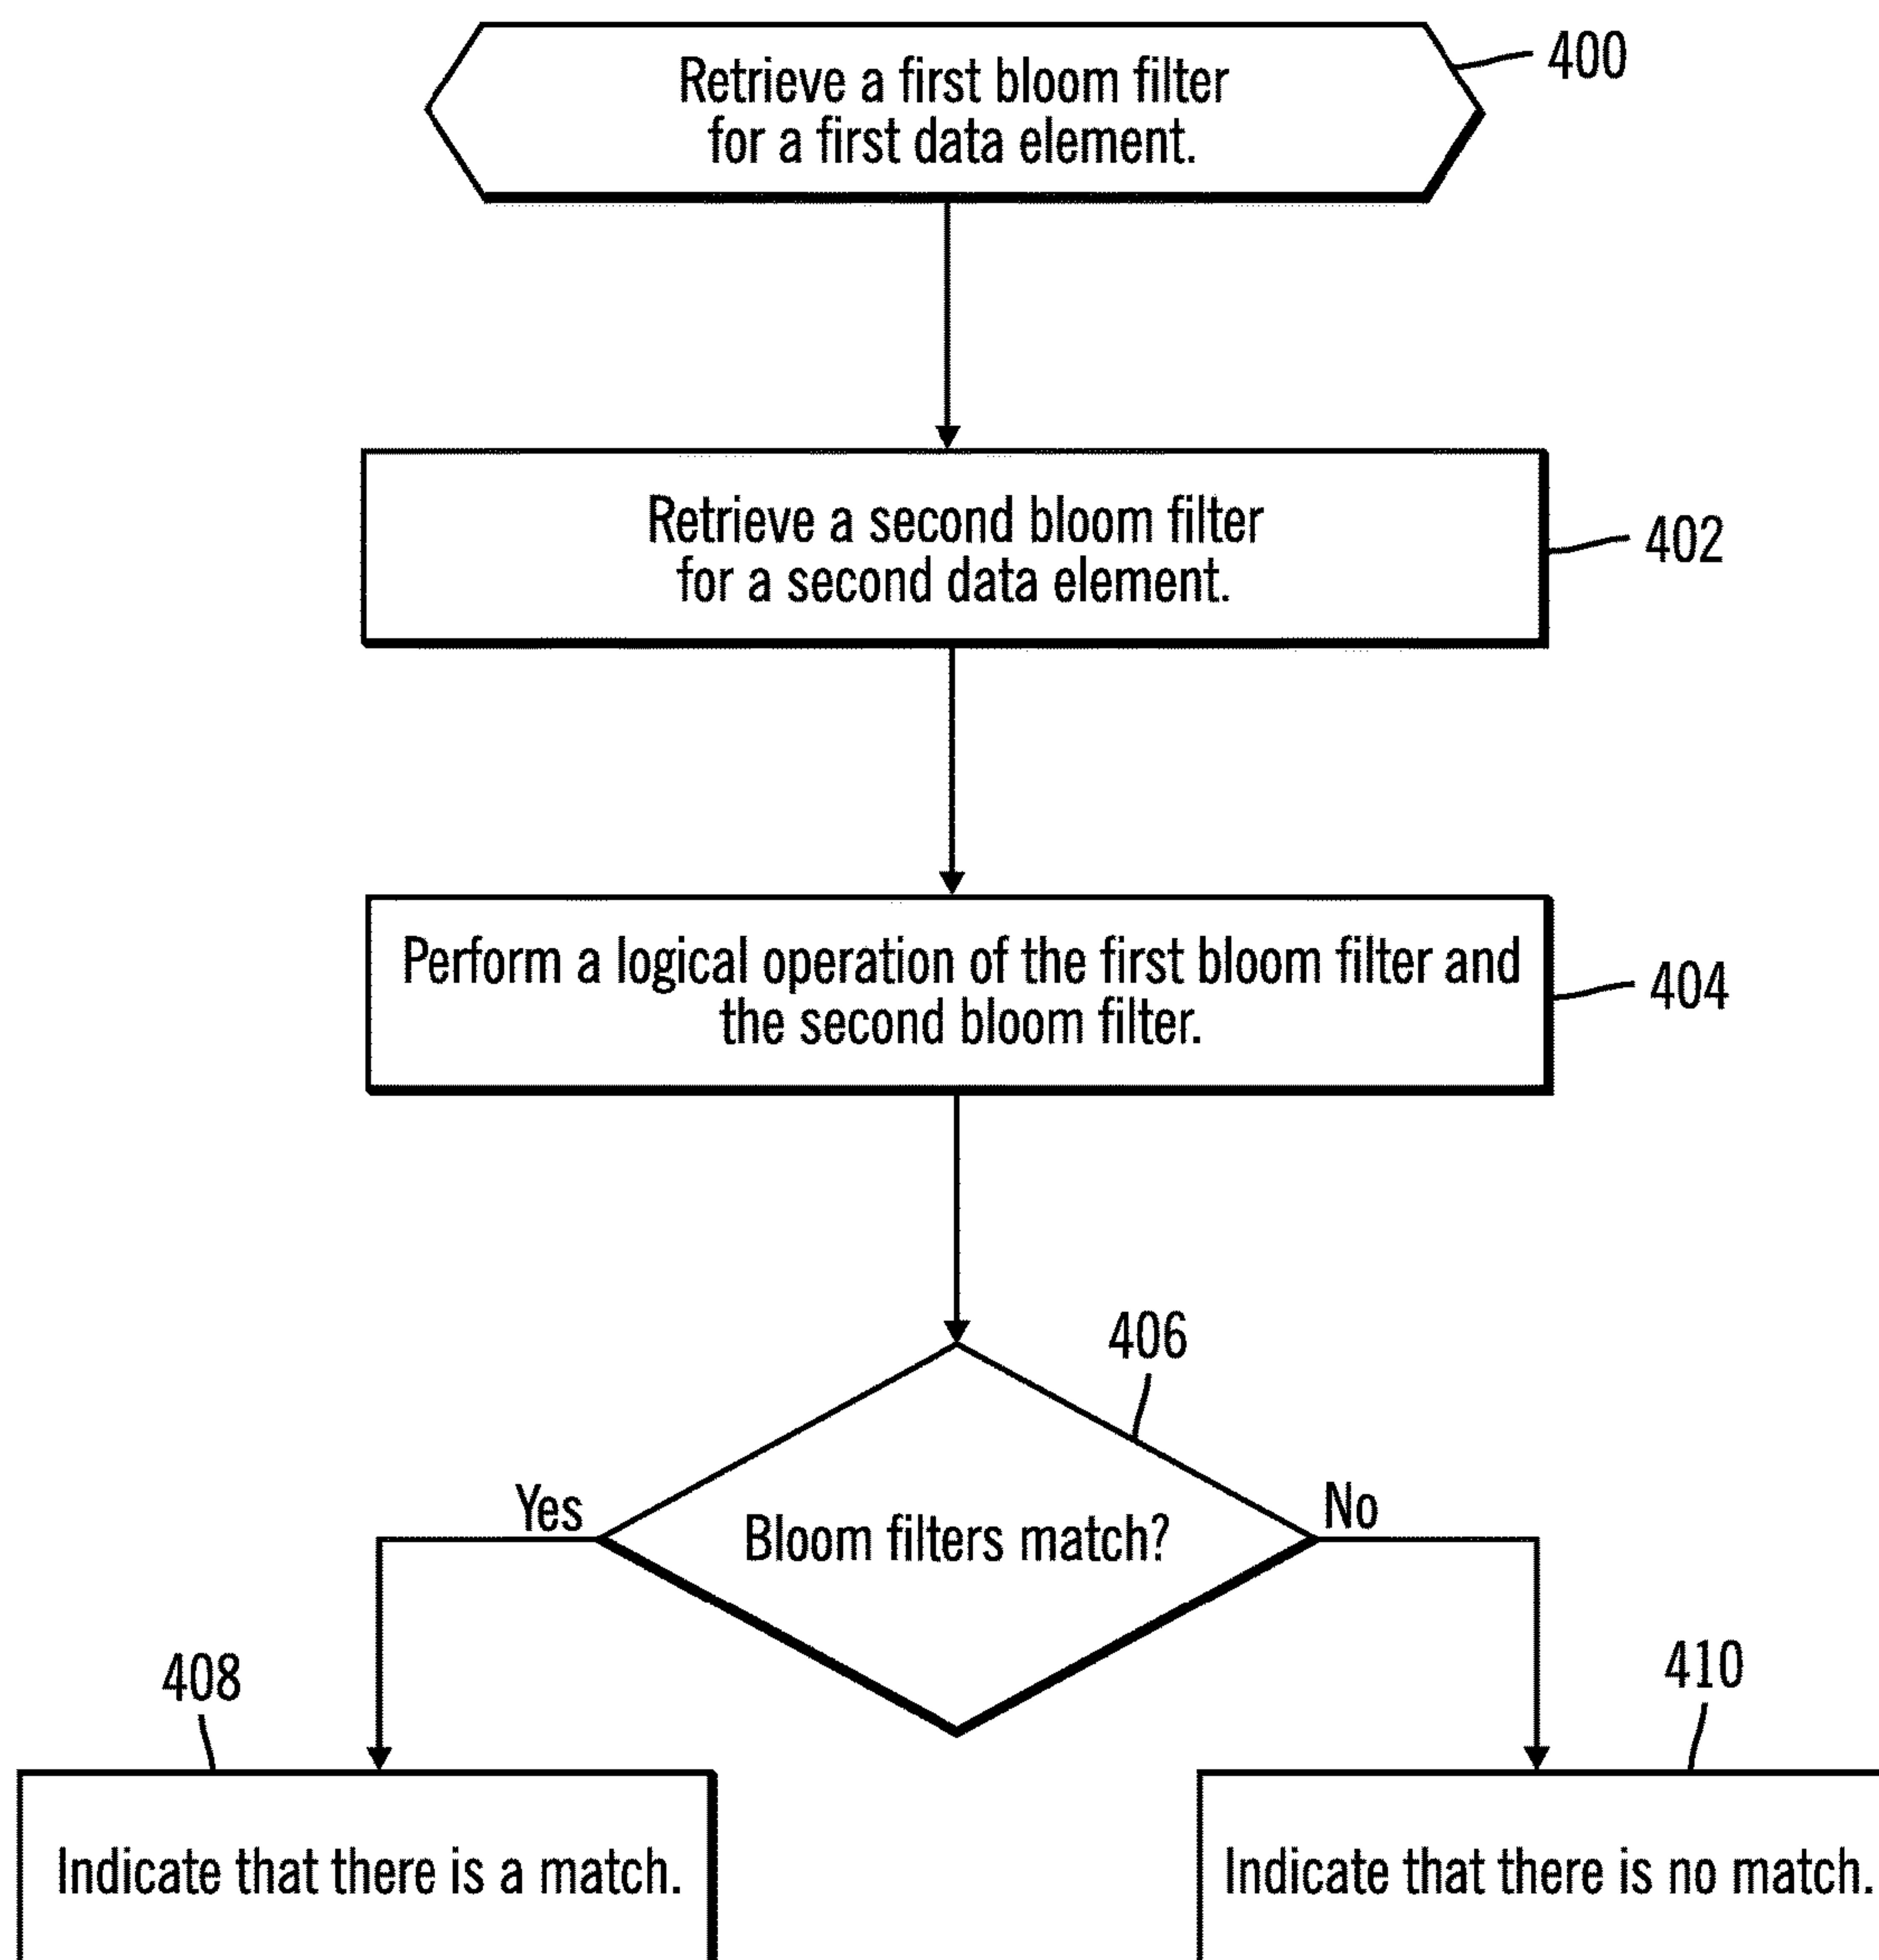 Retrieve a first bloom filter
for a first data element.
400
Retrieve a second bloom filter
for a second data element.
402
Perform a logical operation of the first bloom filter and
the second bloom filter.
404
406
Bloom filters match?
Yes
No
408
410
Indicate that there is a match.
Indicate that there is no match.